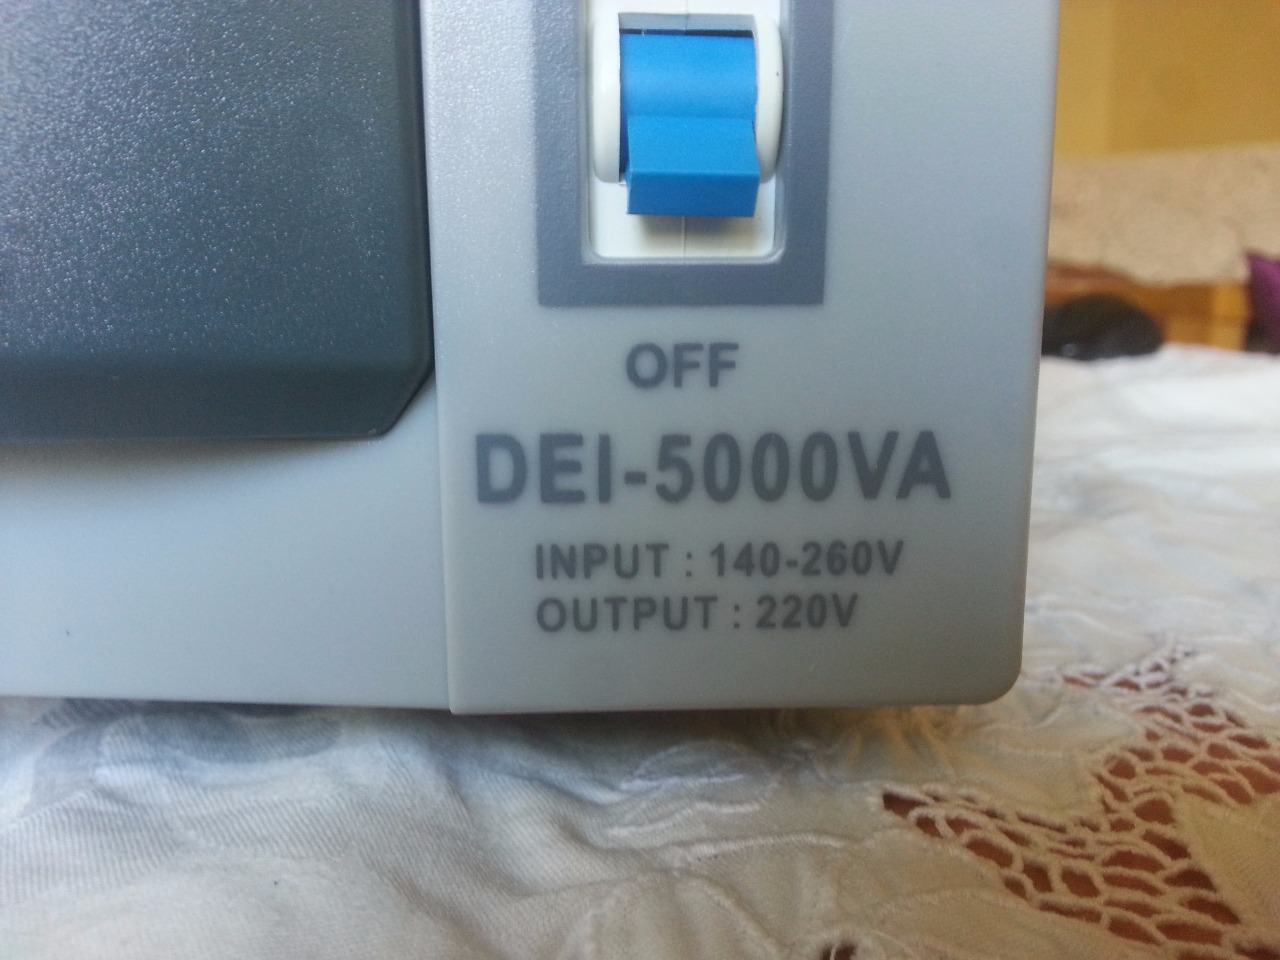 OFF
DEI-5000VA
INPUT : 140-260V
OUTPUT : 220V